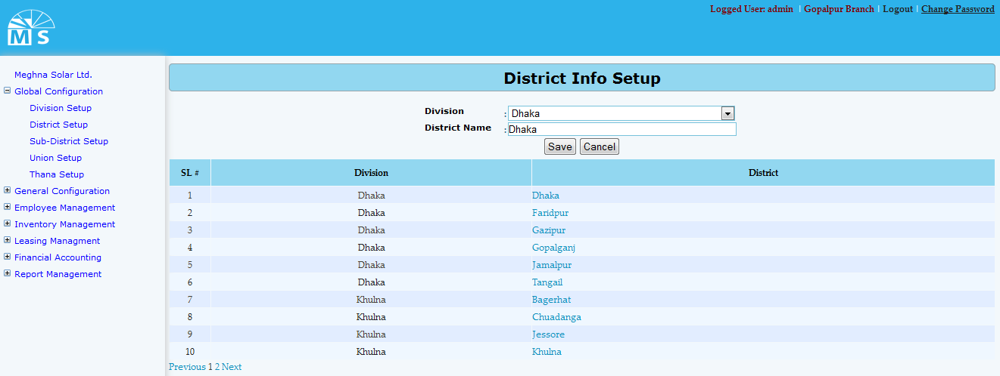 Logged User: admin | Gopalpur Branch | Logout | Change Password
M S
Meghna Solar Ltd.
Global Configuration
Division Setup
District Setup
Sub-District Setup
Union Setup
Thana Setup
General Configuration
Employee Management
Inventory Management
Leasing Managment
Financial Accounting
Report Management
District Info Setup
Division : Dhaka
District Name : Dhaka
Save Cancel
SL # Division District
1 Dhaka Dhaka
2 Dhaka Faridpur
3 Dhaka Gazipur
4 Dhaka Gopalganj
5 Dhaka Jamalpur
6 Dhaka Tangail
7 Khulna Bagerhat
8 Khulna Chuadanga
9 Khulna Jessore
10 Khulna Khulna
Previous 1 2 Next